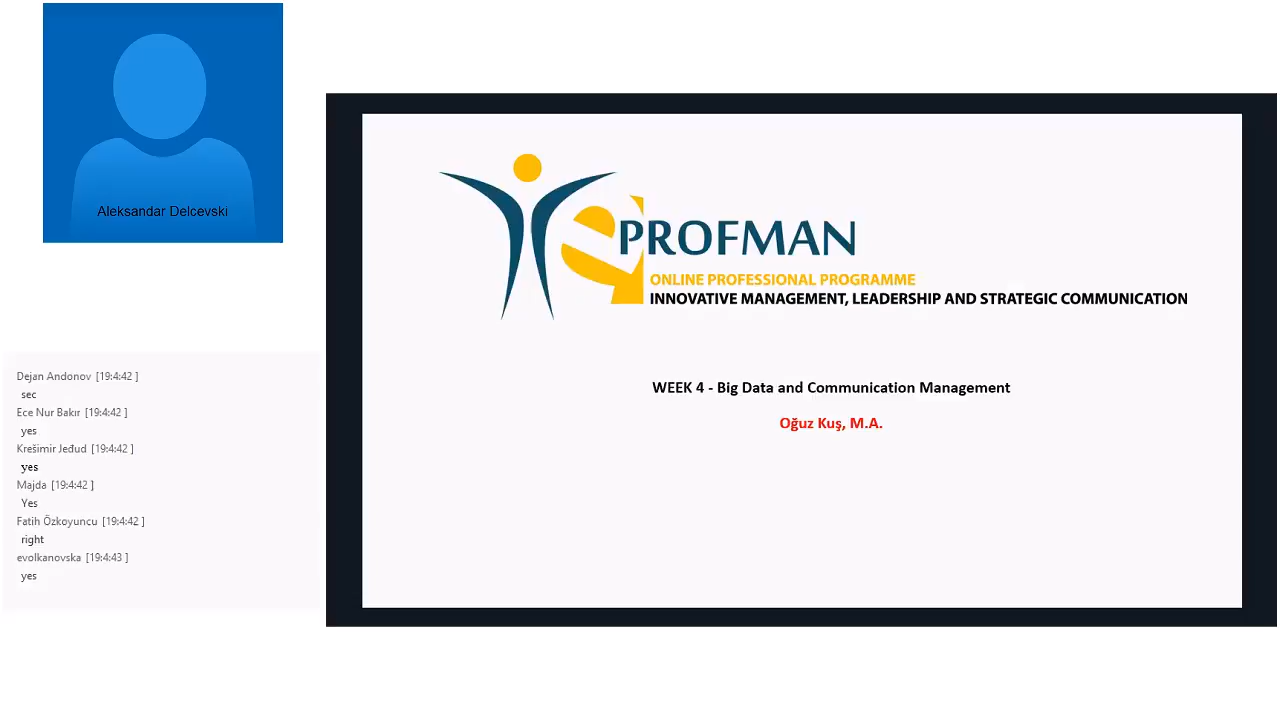 Aleksandar Delcevski
Dejan Andonov [19:4:42 ]
sec
Ece Nur Bakır [19:4:42 ]
yes
Krešimir Jeđud [19:4:42 ]
yes
Majda [19:4:42 ]
Yes
Fatih Özkoyuncu [19:4:42 ]
right
evolkanovska [19:4:43 ]
yes
ePROFMAN
ONLINE PROFESSIONAL PROGRAMME
INNOVATIVE MANAGEMENT, LEADERSHIP AND STRATEGIC COMMUNICATION
WEEK 4 - Big Data and Communication Management
Oğuz Kuş, M.A.